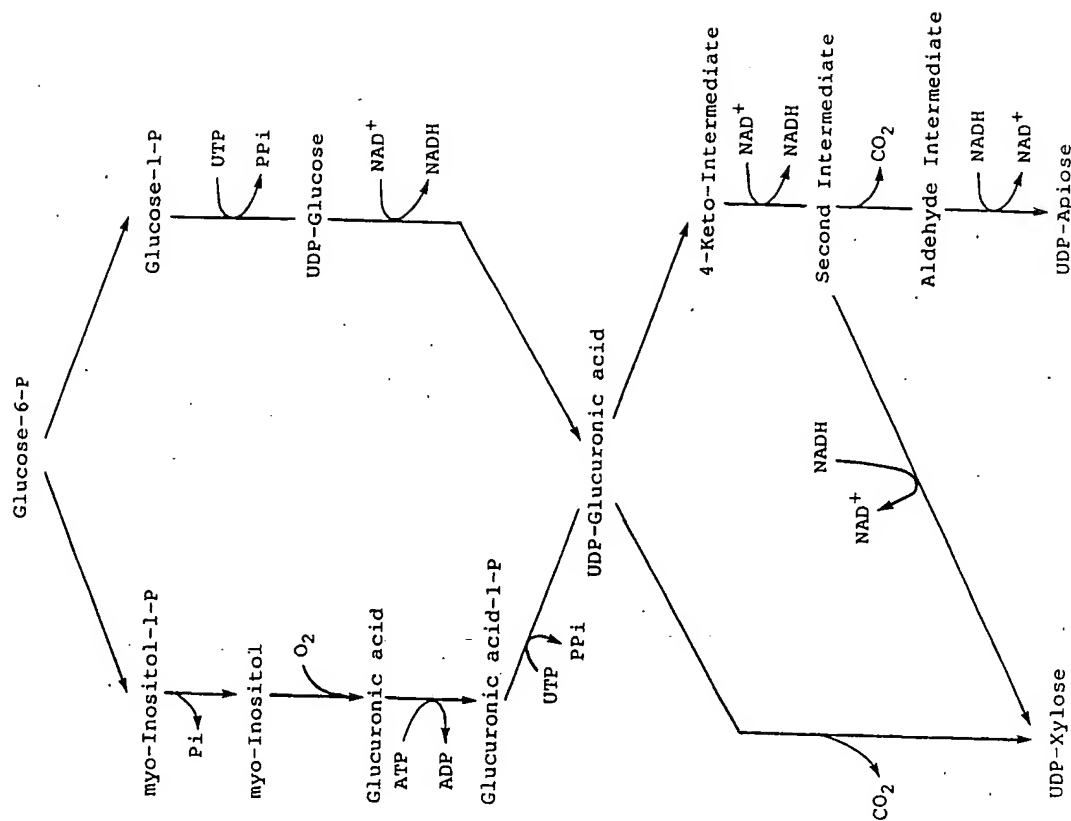 Glucose-6-P
myo-Inositol-1-P
Pi
myo-Inositol
O2
Glucuronic acid
ATP
ADP
Glucuronic acid-1-P
UTP
PPi
Glucose-1-P
UTP
PPi
UDP-Glucose
NAD+
NADH
UDP-Glucuronic acid
4-Keto-Intermediate
NAD+
NADH
Second Intermediate
CO2
Aldehyde Intermediate
NADH
NAD+
UDP-Apiose
NADH
NAD+
CO2
UDP-Xylose